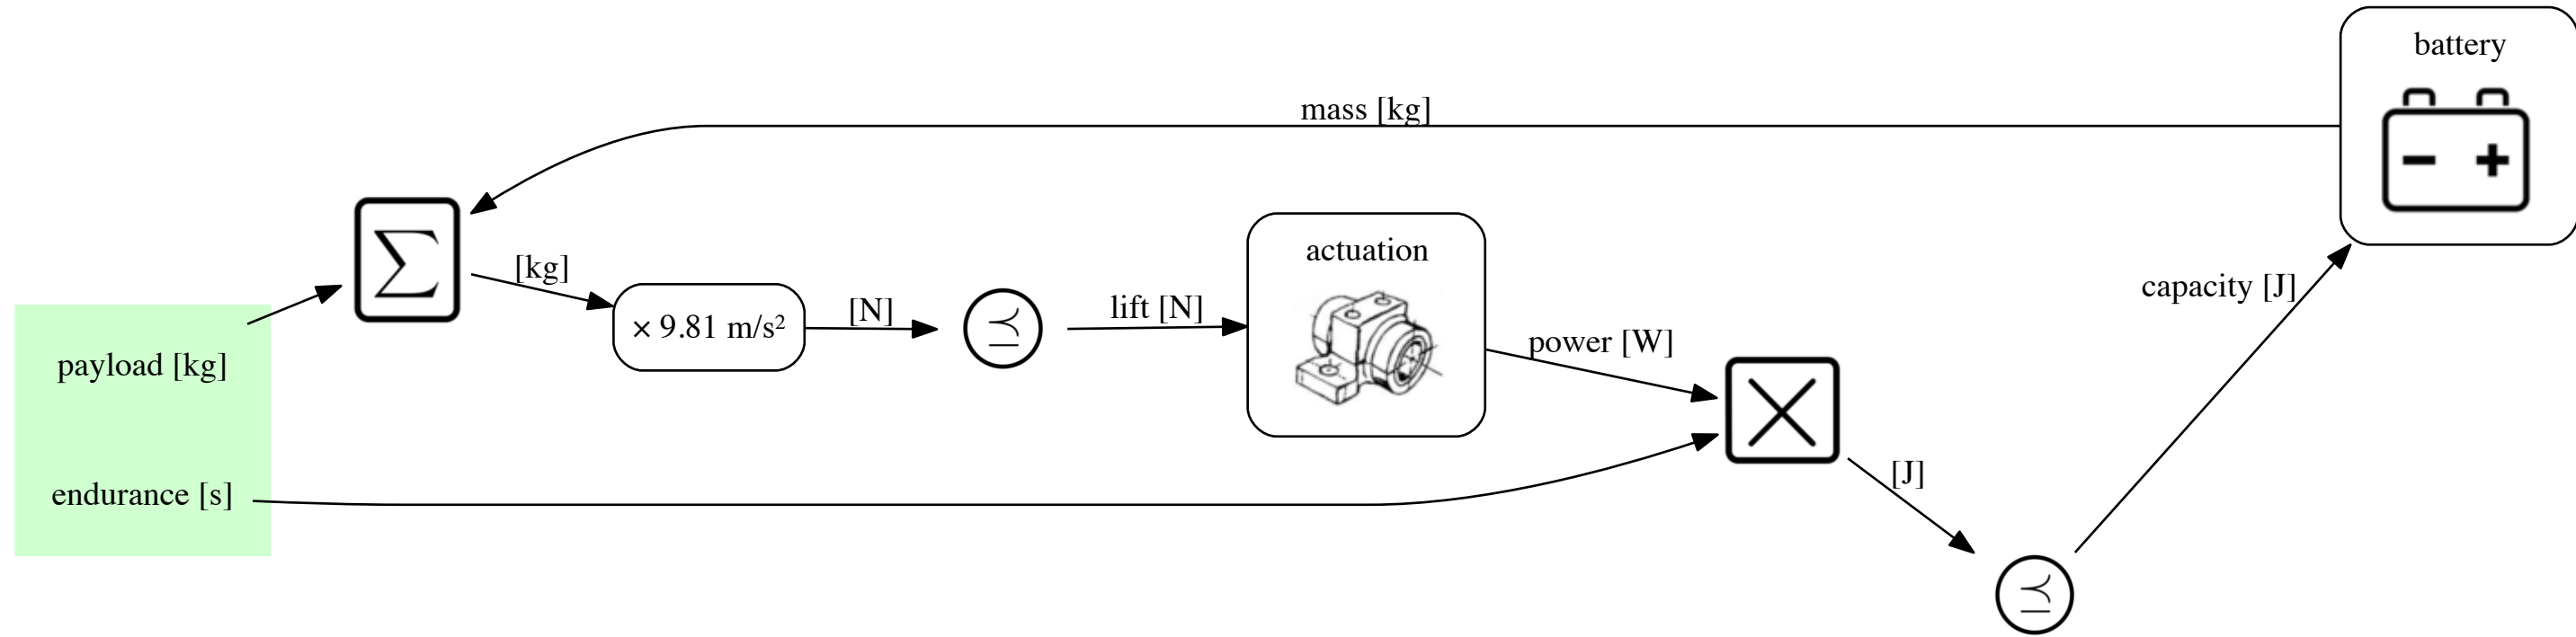 battery
mass [kg]
Σ
[kg]
× 9.81 m/s²
[N]
⪯
lift [N]
actuation
power [W]
capacity [J]
payload [kg]
endurance [s]
[J]
⪯